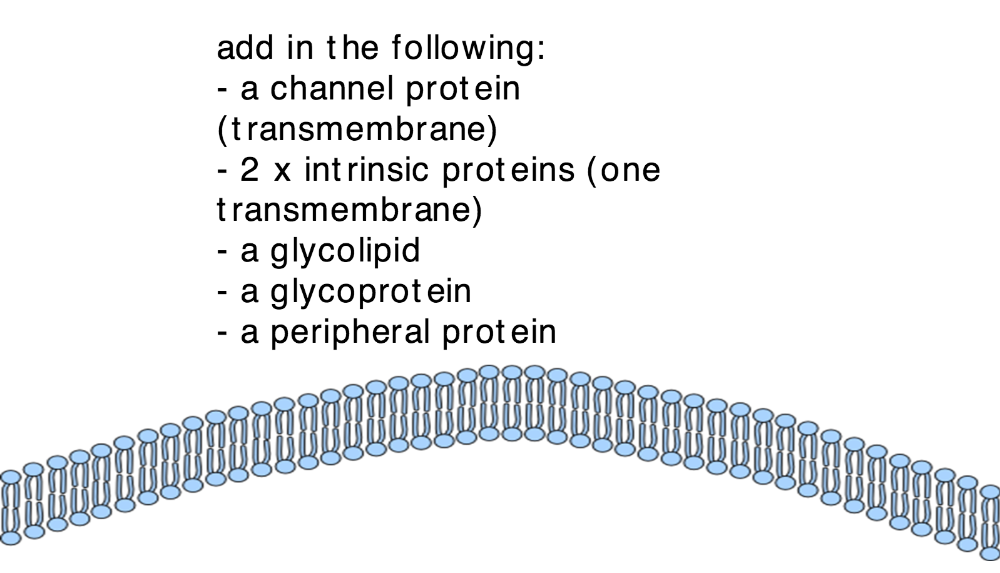 add in the following:
- a channel protein
(transmembrane)
- 2 x intrinsic proteins (one
transmembrane)
- a glycolipid
- a glycoprotein
- a peripheral protein